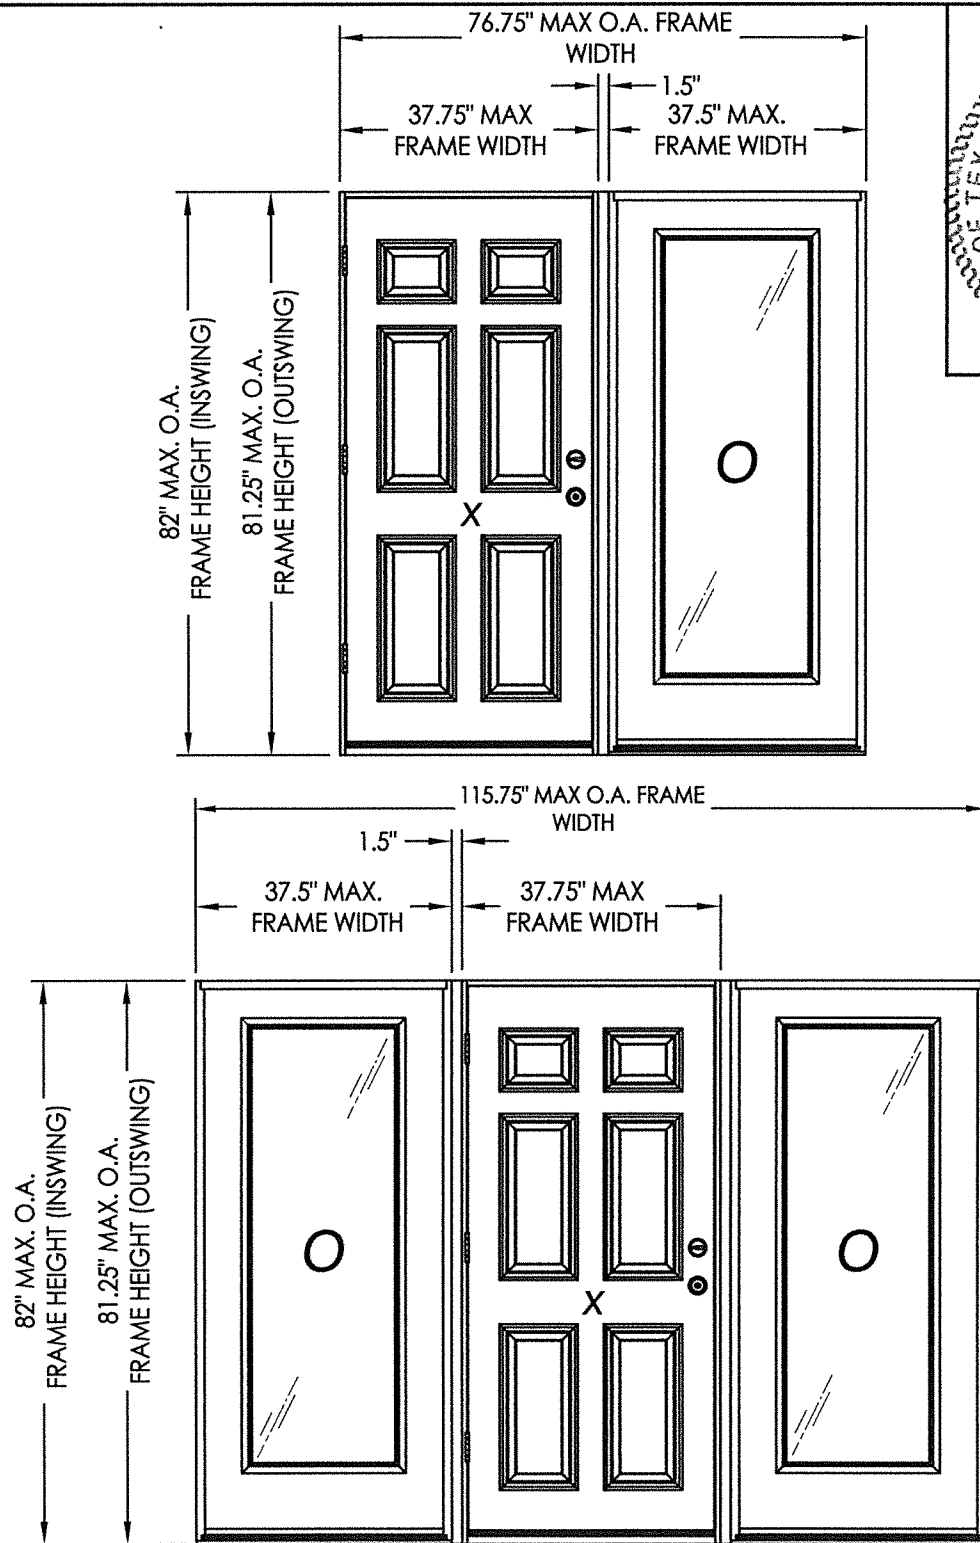 76.75" MAX O.A. FRAME
WIDTH
1.5"
37.75" MAX
FRAME WIDTH
37.5" MAX.
FRAME WIDTH
82" MAX. O.A.
FRAME HEIGHT (INSWING)
81.25" MAX. O.A.
FRAME HEIGHT (OUTSWING)
X
O
OF TEX
115.75" MAX O.A. FRAME
WIDTH
1.5"
37.5" MAX.
FRAME WIDTH
37.75" MAX
FRAME WIDTH
82" MAX. O.A.
FRAME HEIGHT (INSWING)
81.25" MAX. O.A.
FRAME HEIGHT (OUTSWING)
O
X
O